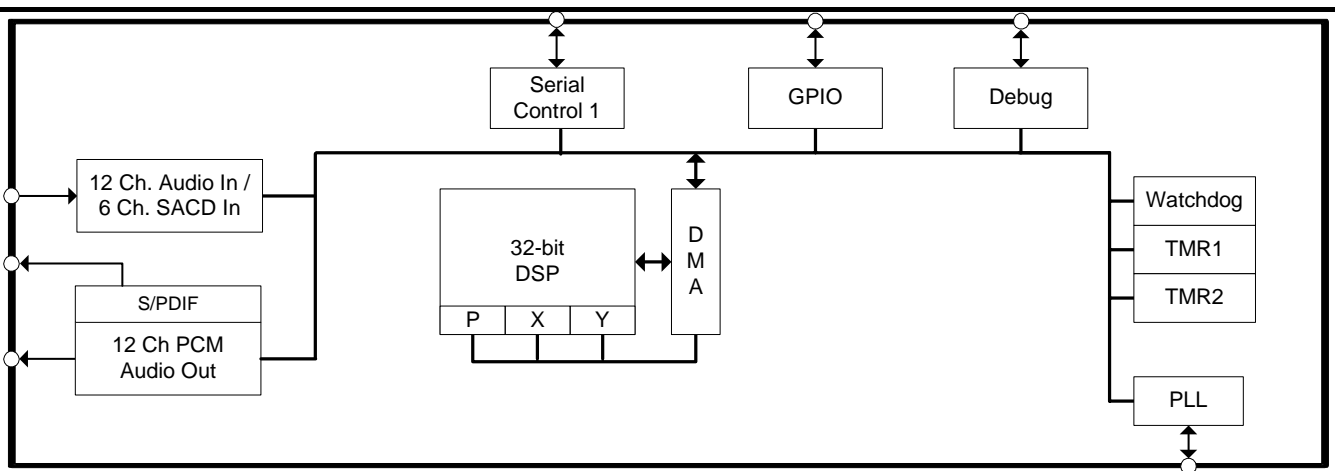 Serial
Control 1
GPIO
Debug
12 Ch. Audio In /
6 Ch. SACD In
S/PDIF
12 Ch PCM
Audio Out
32-bit
DSP
P X Y
D
M
A
Watchdog
TMR1
TMR2
PLL